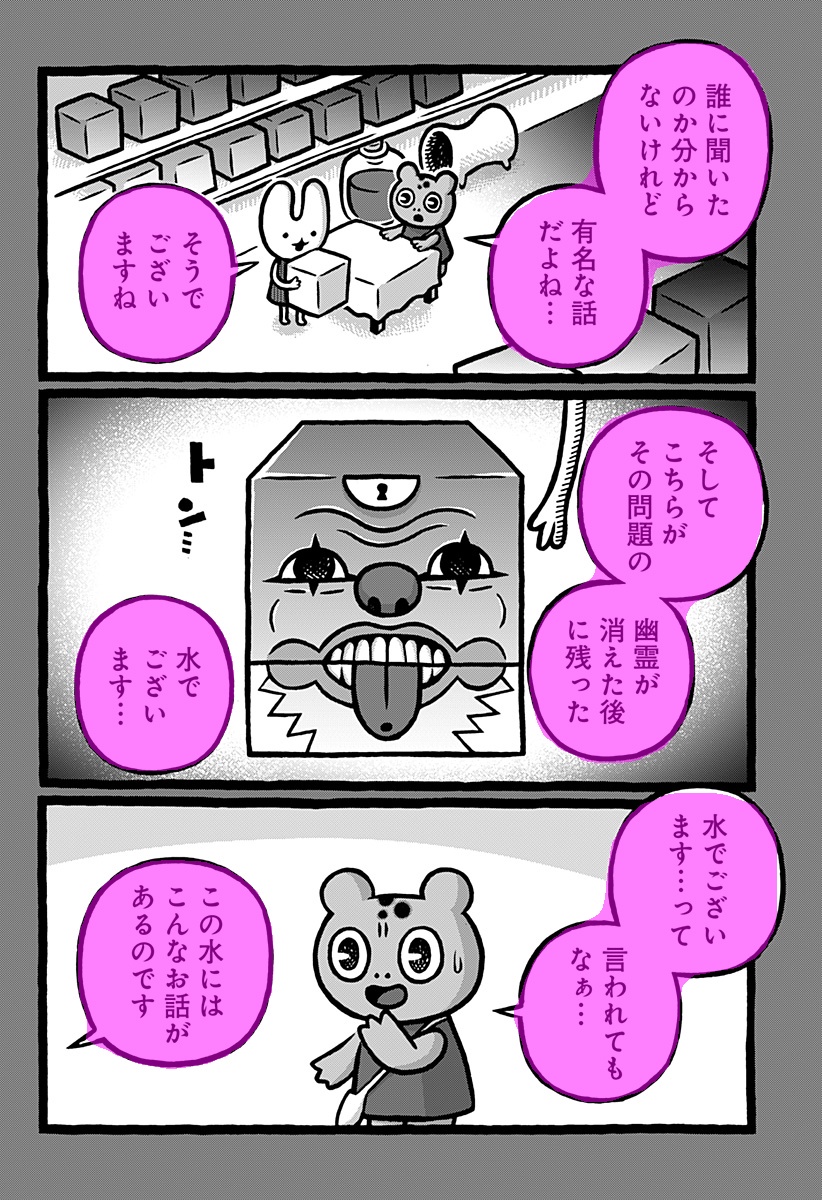 誰に聞いた
のか分から
ないけれど
有名な話
だよね…
そうで
ござい
ますね
そして
こちらが
その問題の
幽霊が
消えた後
に残った
トン…
水で
ござい
ます…
水でござい
ます…って
言われても
なぁ…
この水には
こんなお話が
あるのです